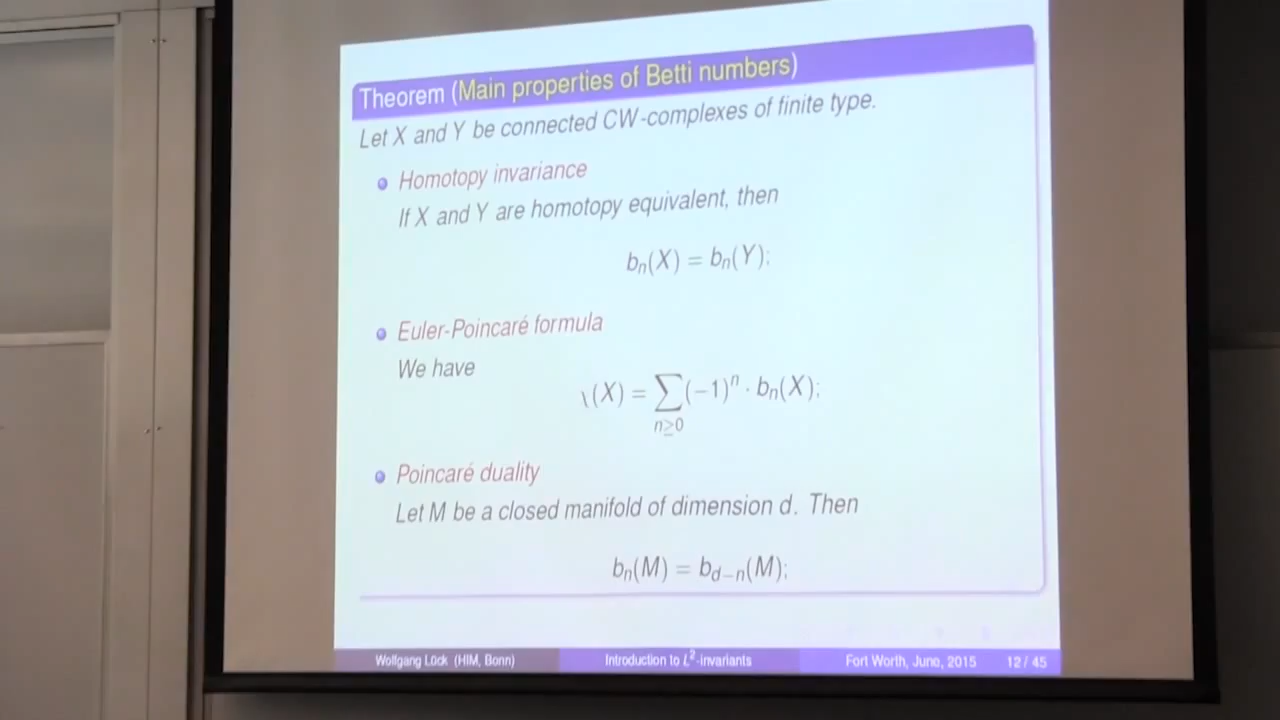 Theorem (Main properties of Betti numbers)
Let X and Y be connected CW-complexes of finite type.
Homotopy invariance
If X and Y are homotopy equivalent, then
bₙ(X) = bₙ(Y);
Euler-Poincaré formula
We have
χ(X) = ∑_{n≥0} (−1)ⁿ · bₙ(X);
Poincaré duality
Let M be a closed manifold of dimension d. Then
bₙ(M) = b_{d−n}(M);
Wolfgang Lück (HIM, Bonn) Introduction to L²-invariants Fort Worth, June, 2015 12 / 45